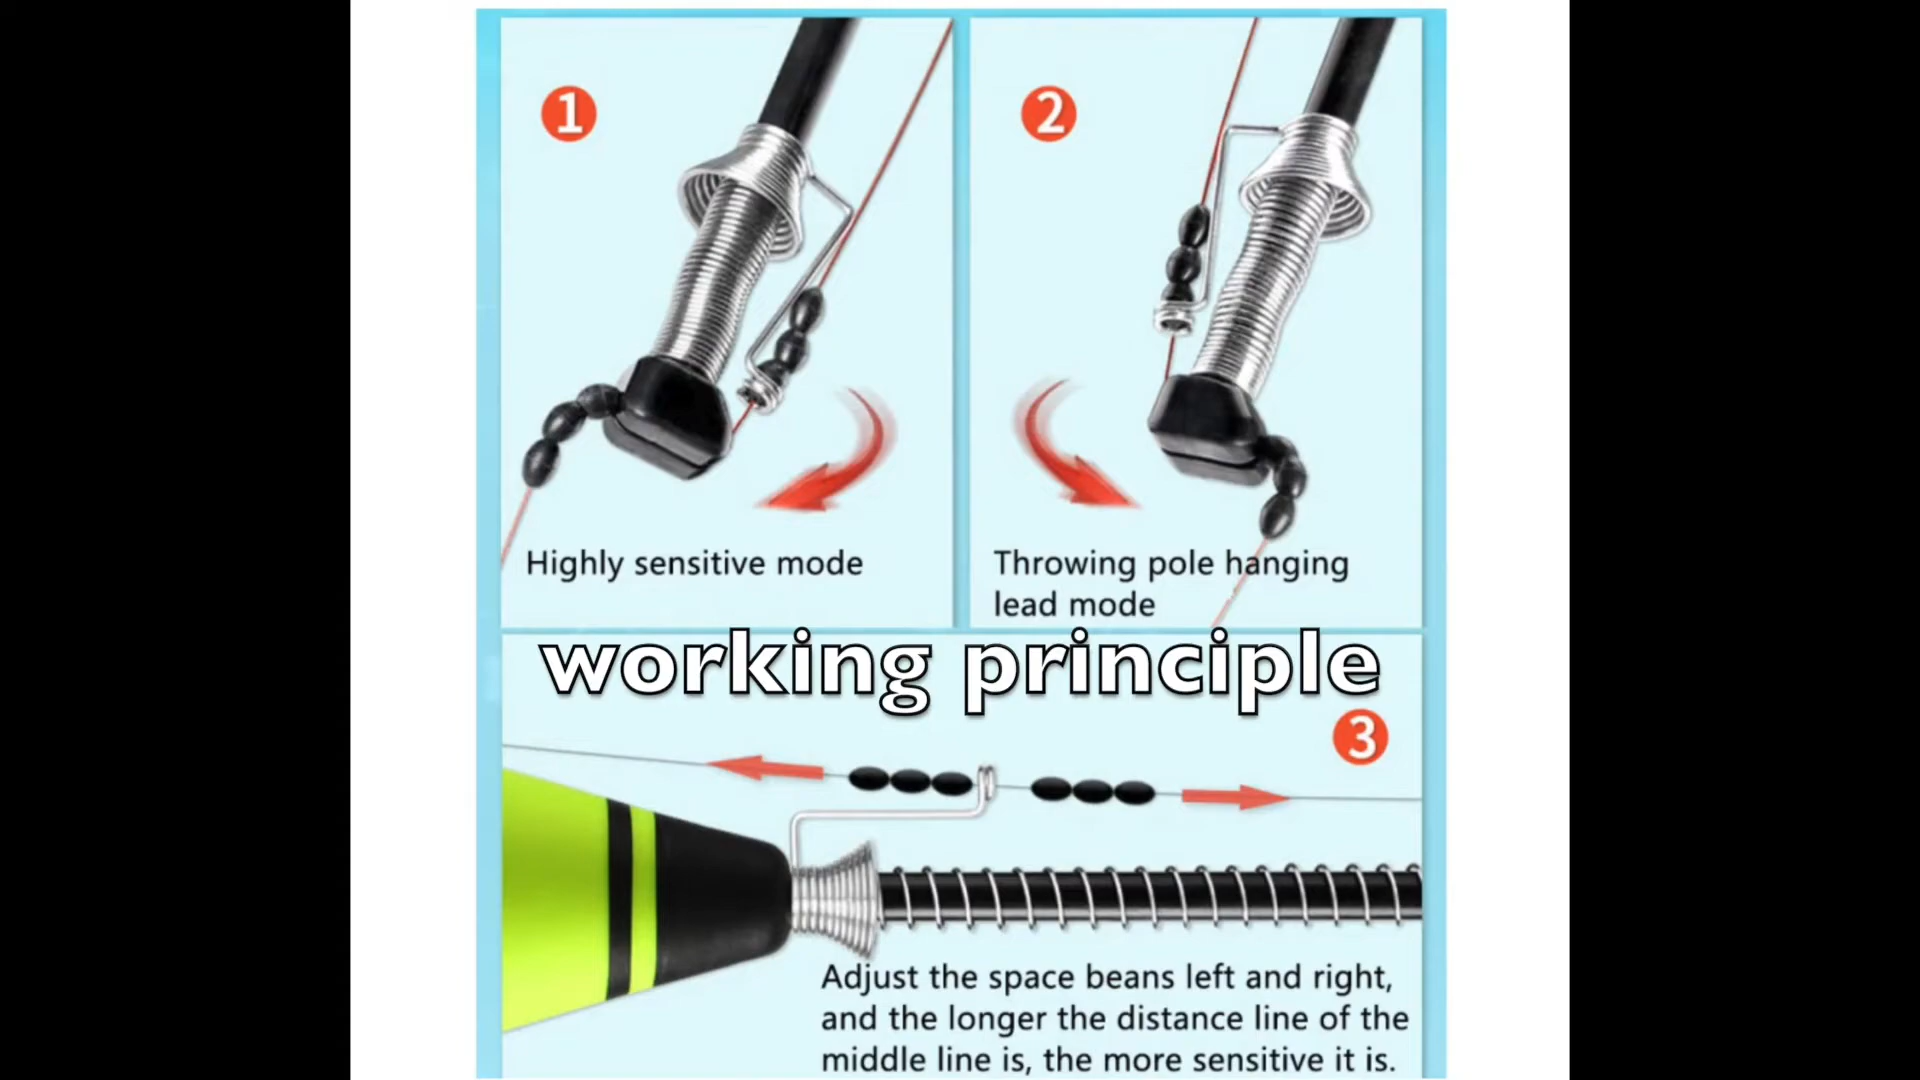 1
2
Highly sensitive mode
Throwing pole hanging
lead mode
working principle
3
Adjust the space beans left and right,
and the longer the distance line of the
middle line is, the more sensitive it is.